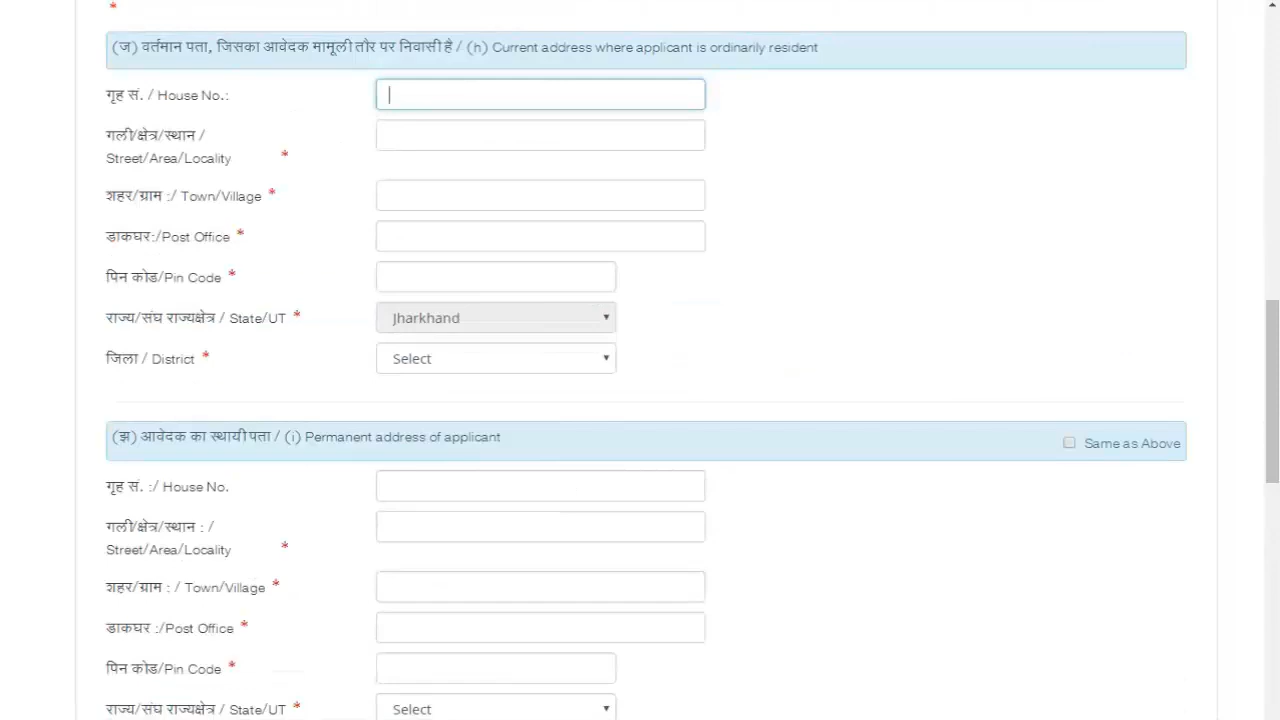 *
(ज) वर्तमान पता, जिसका आवेदक मामूली तौर पर निवासी है / (h) Current address where applicant is ordinarily resident
गृह सं. / House No.:
गली/क्षेत्र/स्थान /
Street/Area/Locality *
शहर/ग्राम :/ Town/Village *
डाकघर:/Post Office *
पिन कोड/Pin Code *
राज्य/संघ राज्यक्षेत्र / State/UT * Jharkhand
जिला / District * Select
(झ) आवेदक का स्थायी पता / (i) Permanent address of applicant Same as Above
गृह सं. :/ House No.
गली/क्षेत्र/स्थान : /
Street/Area/Locality *
शहर/ग्राम : / Town/Village *
डाकघर :/Post Office *
पिन कोड/Pin Code *
राज्य/संघ राज्यक्षेत्र / State/UT * Select